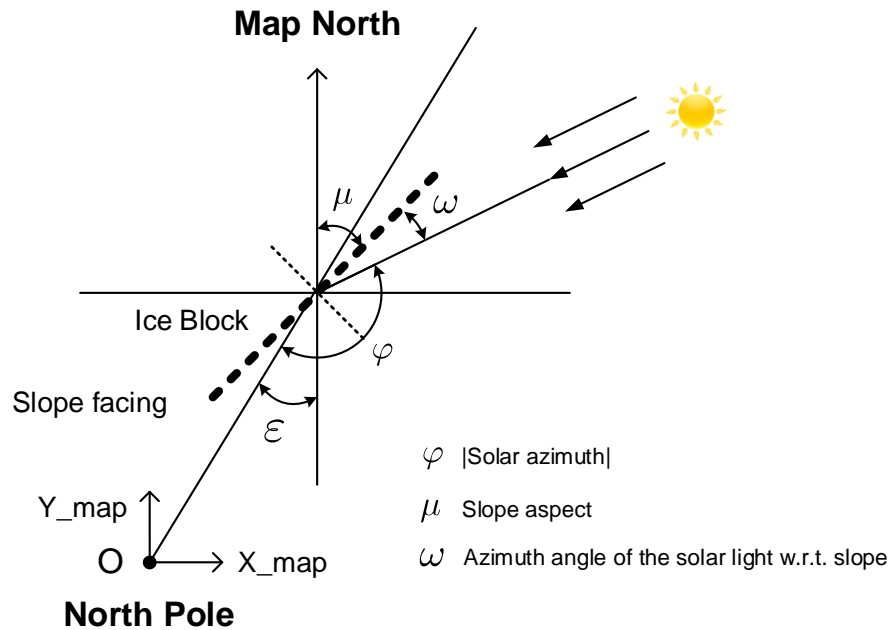 Map North
μ
ω
Ice Block
φ
Slope facing
ε
φ |Solar azimuth|
Y_map
μ Slope aspect
O
X_map
ω Azimuth angle of the solar light w.r.t. slope
North Pole